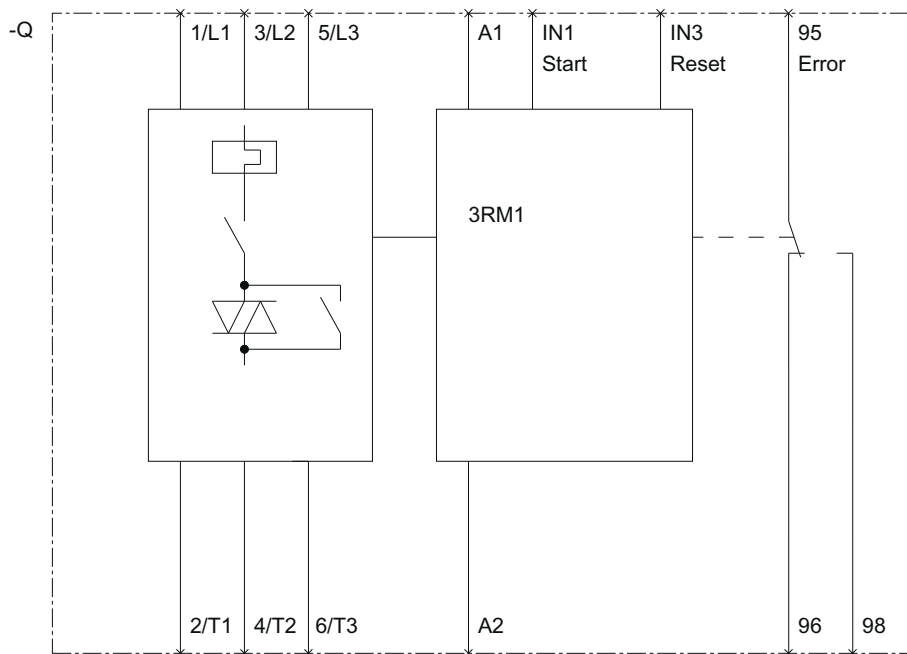 -Q
1/L1 3/L2 5/L3 A1 IN1 IN3 95
Start Reset Error
3RM1
2/T1 4/T2 6/T3 A2 96 98